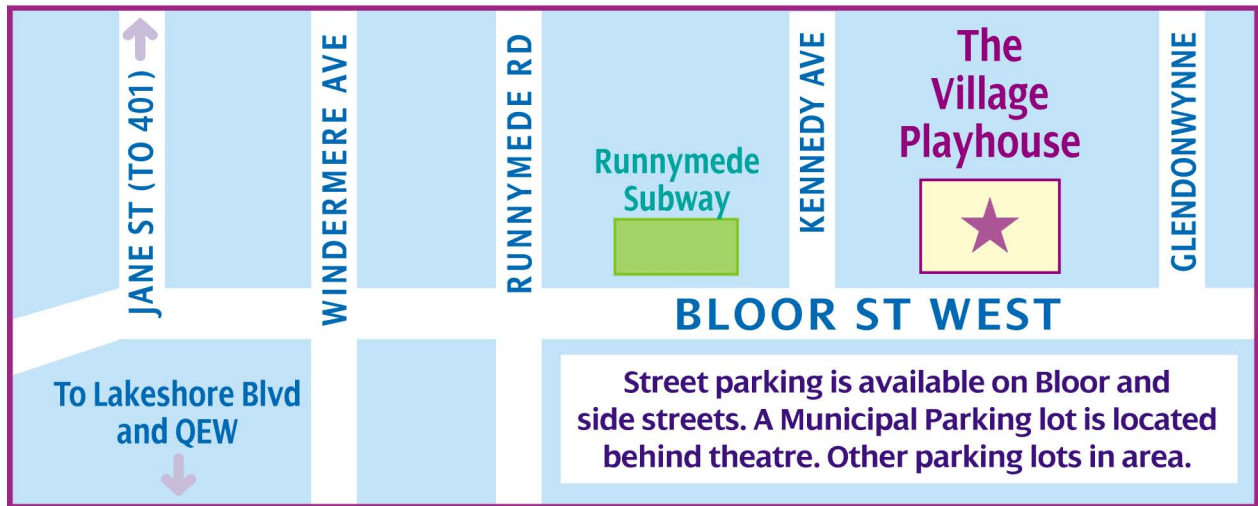 JANE ST (TO 401)
WINDERMERE AVE
RUNNYMEDE RD
Runnymede
Subway
KENNEDY AVE
The
Village
Playhouse
GLENDONWYNNE
BLOOR ST WEST
To Lakeshore Blvd
and QEW
Street parking is available on Bloor and
side streets. A Municipal Parking lot is located
behind theatre. Other parking lots in area.